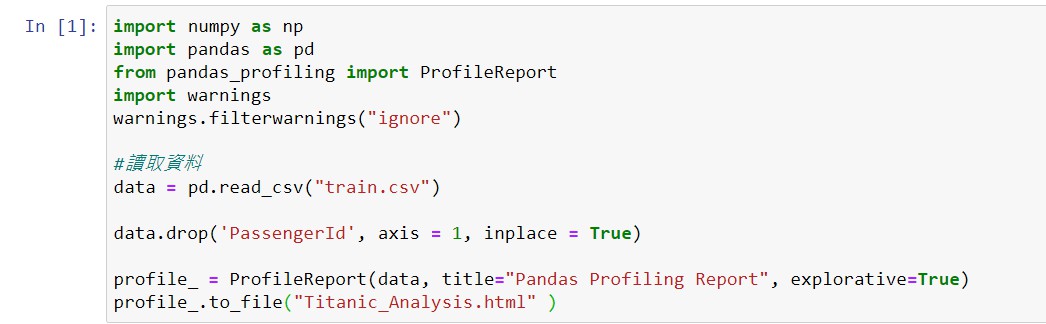 In [1]: import numpy as np
import pandas as pd
from pandas_profiling import ProfileReport
import warnings
warnings.filterwarnings("ignore")
#讀取資料
data = pd.read_csv("train.csv")
data.drop('PassengerId', axis = 1, inplace = True)
profile_ = ProfileReport(data, title="Pandas Profiling Report", explorative=True)
profile_.to_file("Titanic_Analysis.html" )